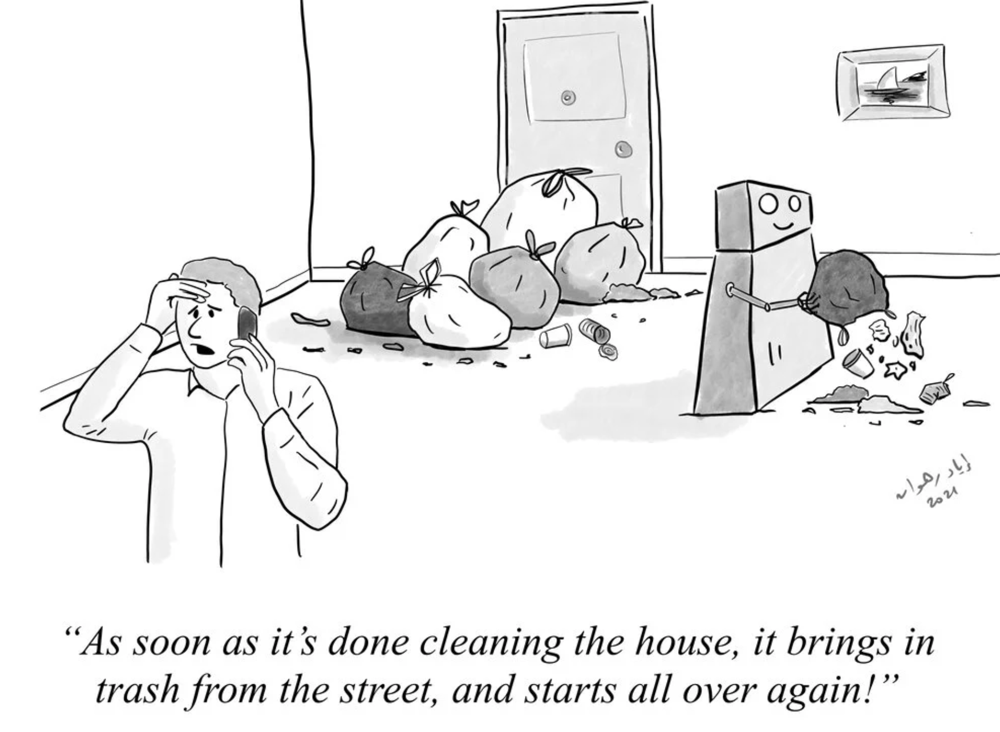 إياد رهوان
2021
“As soon as it’s done cleaning the house, it brings in
trash from the street, and starts all over again!”